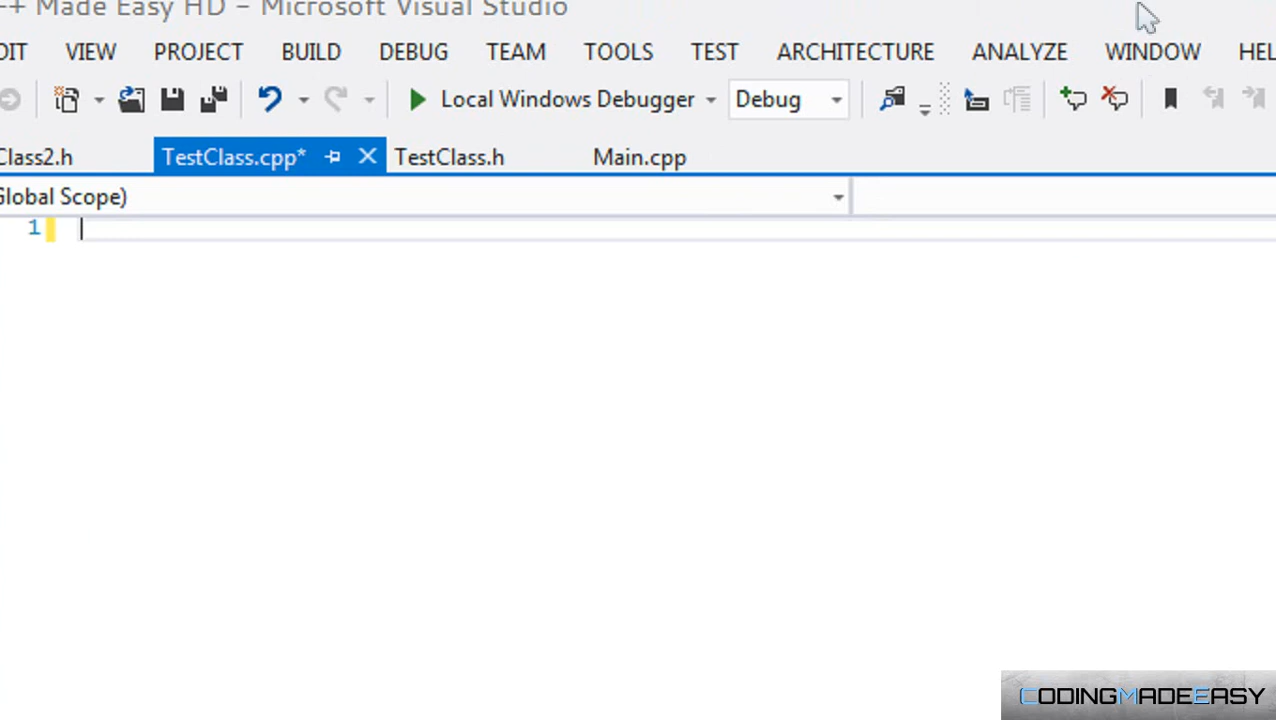 ++ Made Easy HD - Microsoft Visual Studio
DIT VIEW PROJECT BUILD DEBUG TEAM TOOLS TEST ARCHITECTURE ANALYZE WINDOW HEL
Local Windows Debugger Debug
Class2.h TestClass.cpp* TestClass.h Main.cpp
Global Scope)
1
CODINGMADEEASY